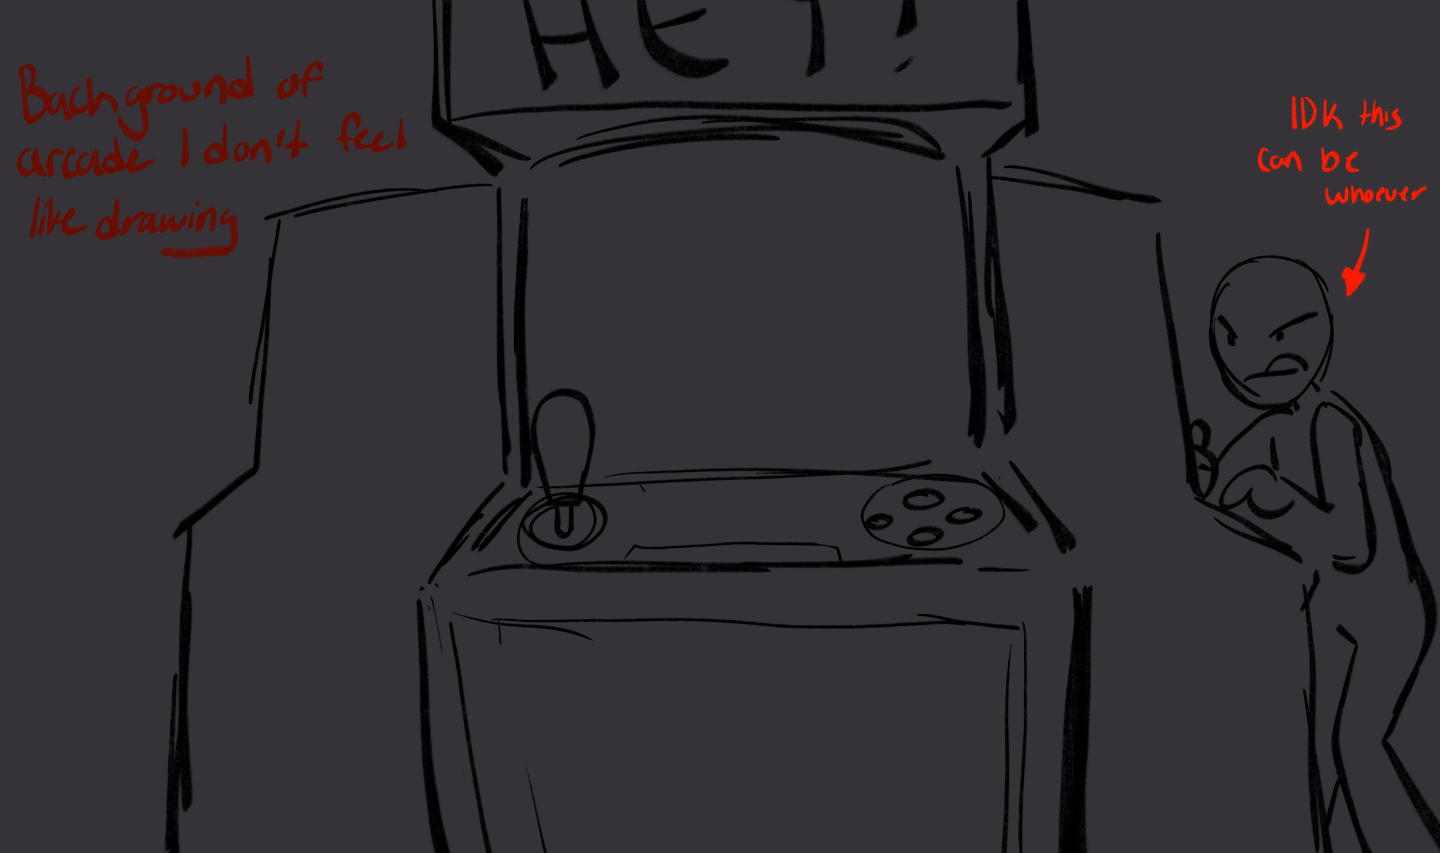 HEY!
Background of
arcade I don't feel
like drawing
IDK this
can be
whoever